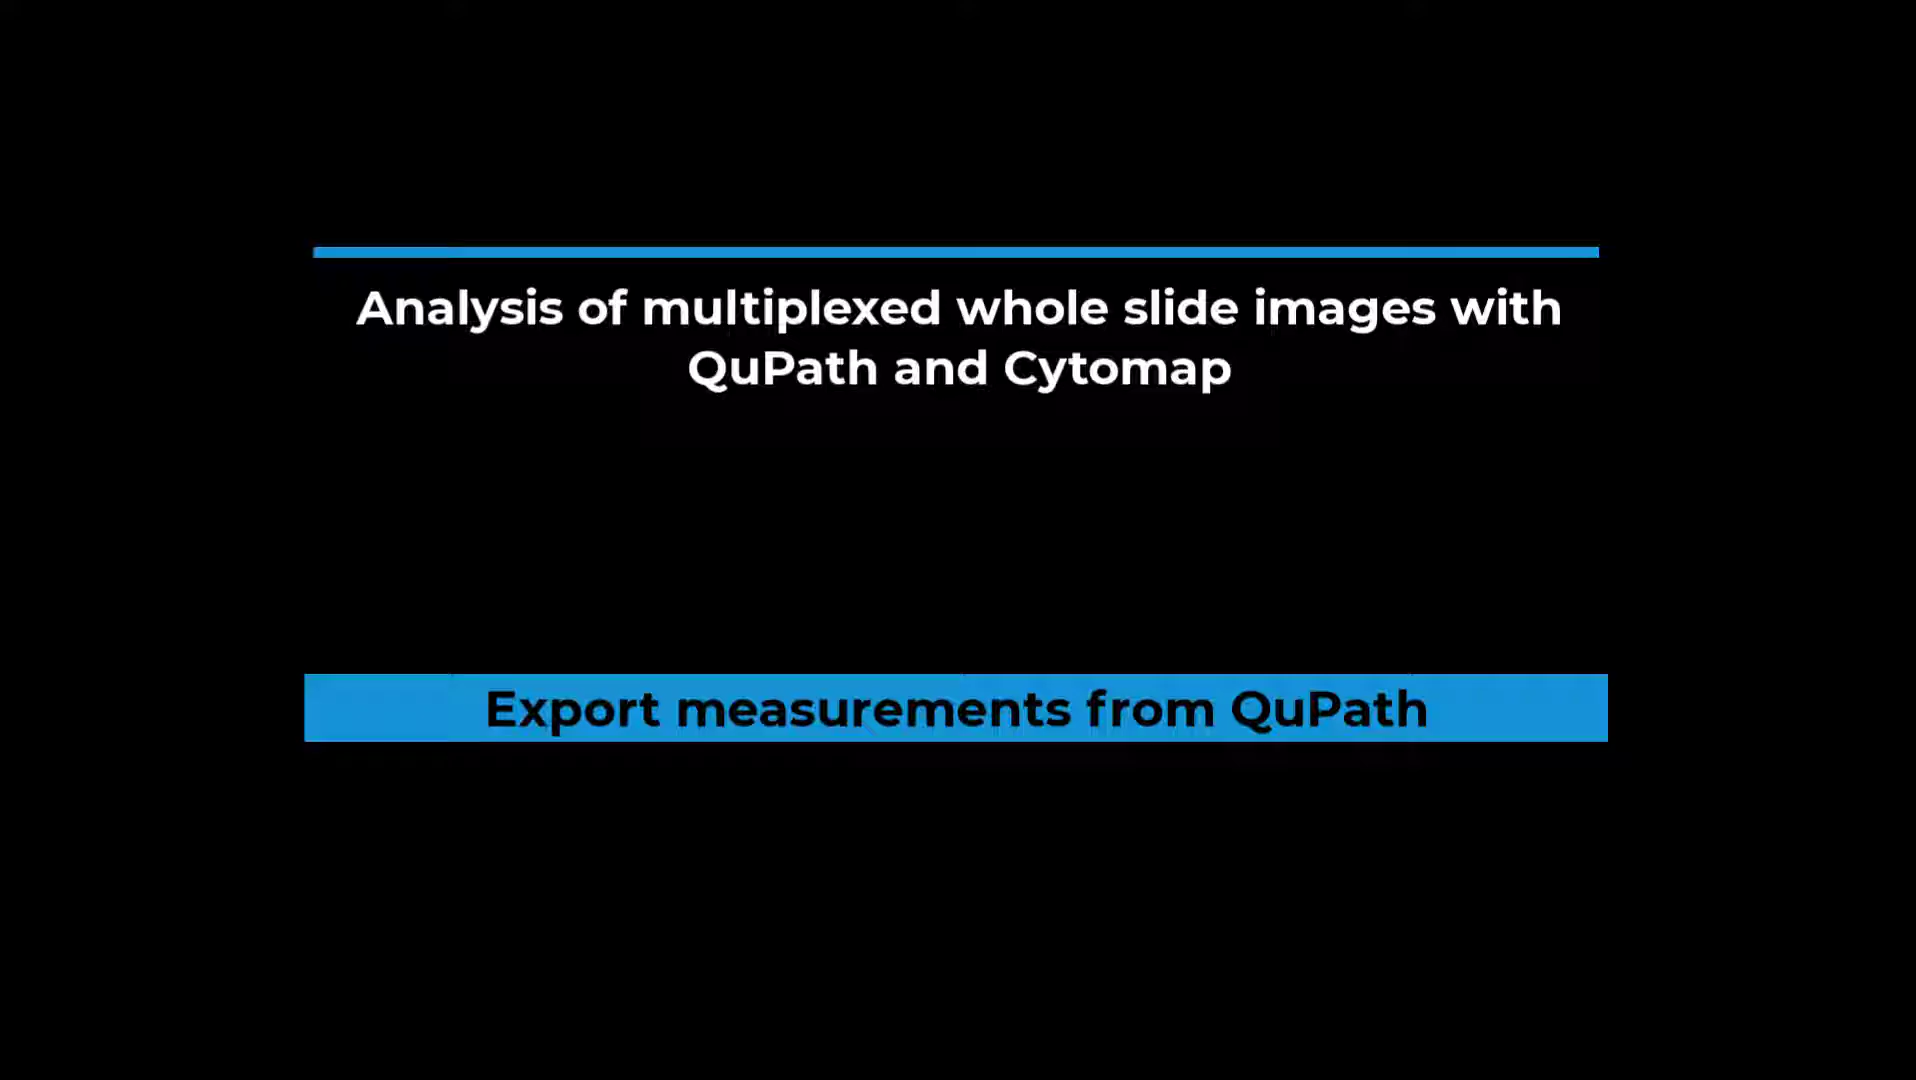 Analysis of multiplexed whole slide images with
QuPath and Cytomap
Export measurements from QuPath